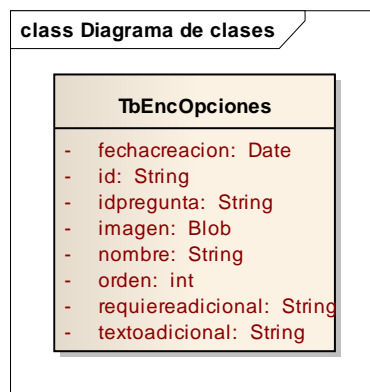 class Diagrama de clases
TbEncOpciones
- fechacreacion: Date
- id: String
- idpregunta: String
- imagen: Blob
- nombre: String
- orden: int
- requiereadicional: String
- textoadicional: String